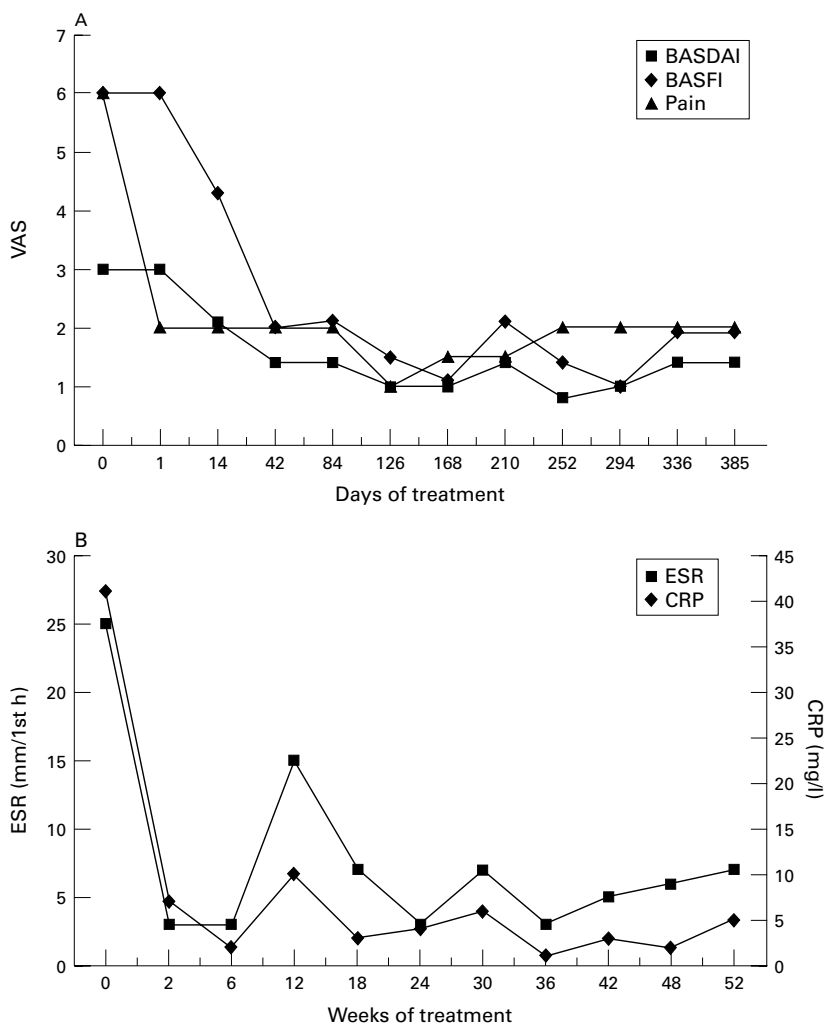 A
7
6
5
4
3
2
1
0
VAS
BASDAI
BASFI
Pain
0 1 14 42 84 126 168 210 252 294 336 385
Days of treatment
B
30
25
20
15
10
5
0
ESR (mm/1st h)
ESR
CRP
45
40
35
30
25
20
15
10
5
0
CRP (mg/l)
0 2 6 12 18 24 30 36 42 48 52
Weeks of treatment